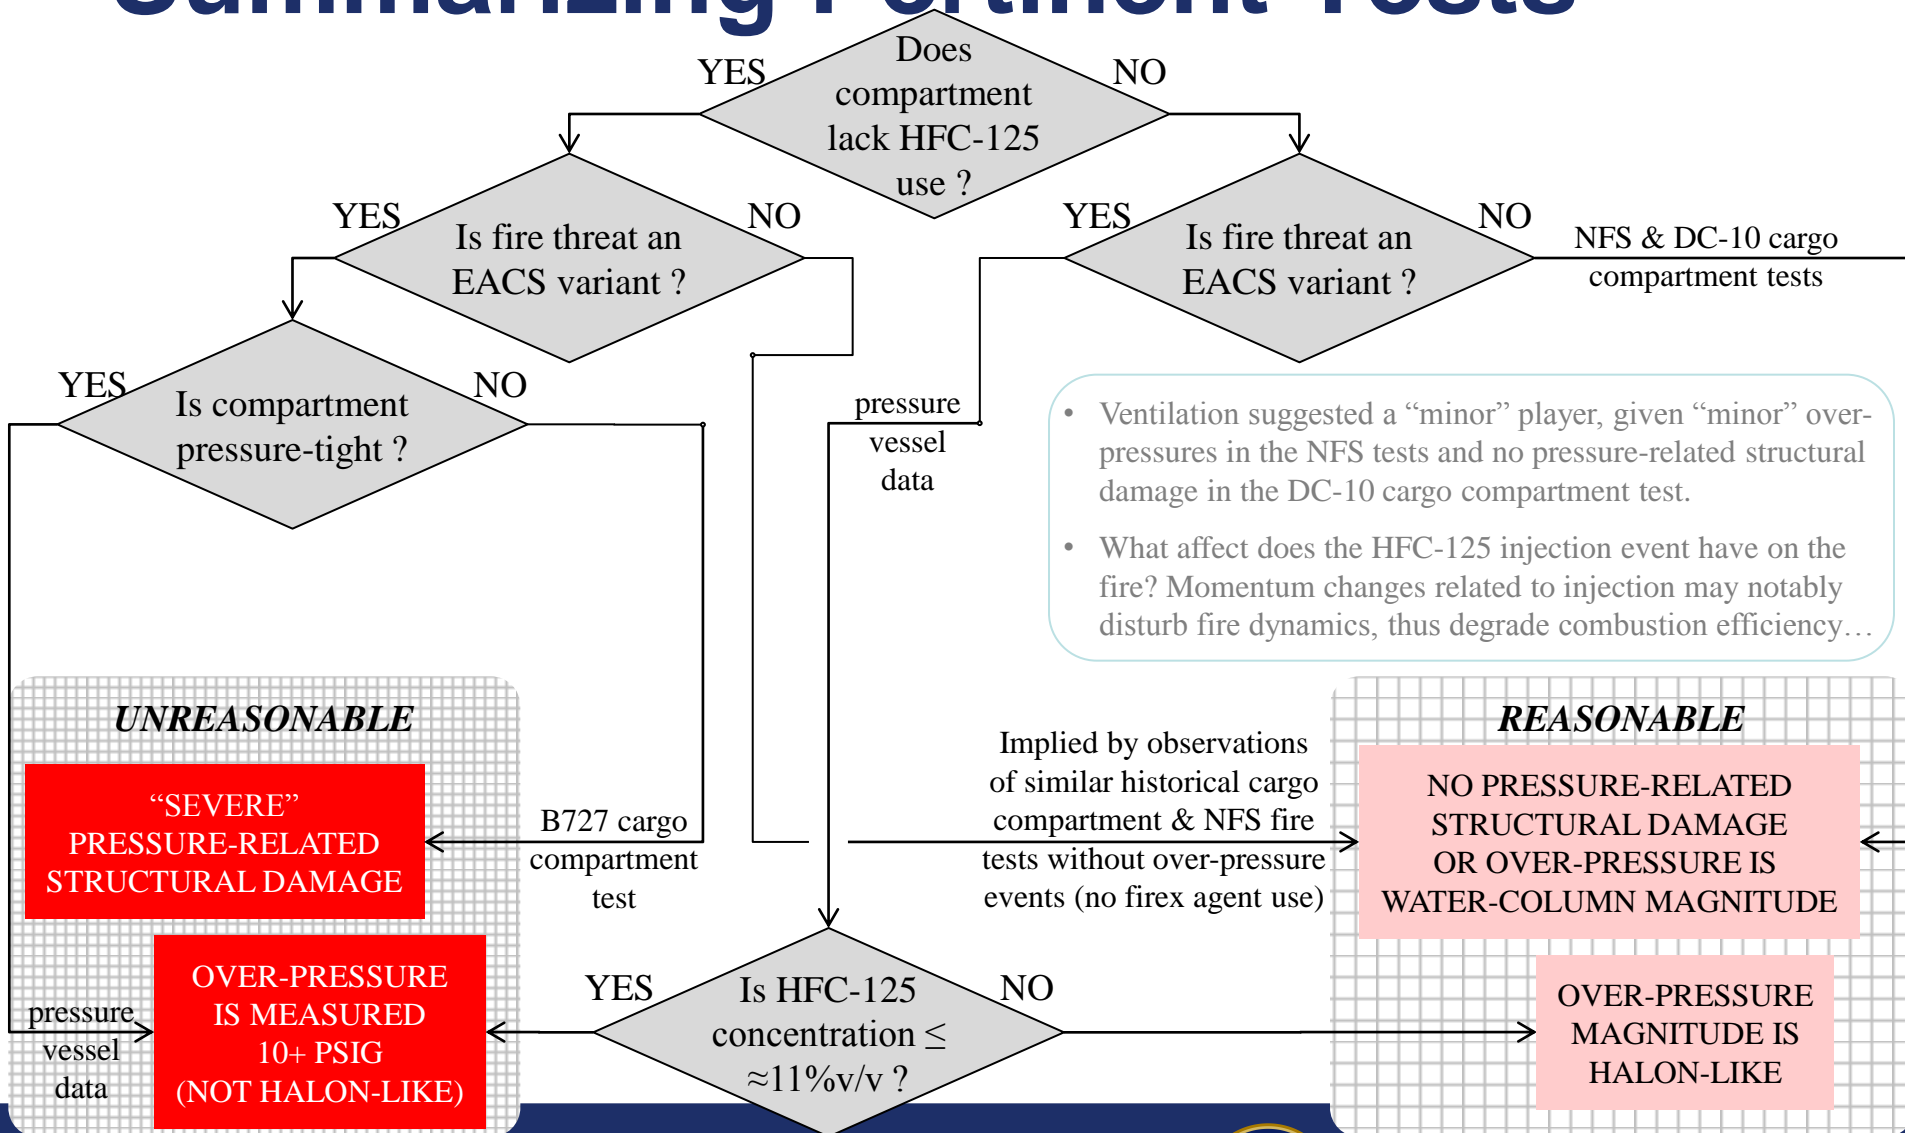 Summarizing Pertinent Tests
Does
compartment
lack HFC-125
use ?
YES
NO
Is fire threat an
EACS variant ?
YES
NO
Is fire threat an
EACS variant ?
YES
NO
NFS & DC-10 cargo
compartment tests
Is compartment
pressure-tight ?
YES
NO
pressure
vessel
data
• Ventilation suggested a “minor” player, given “minor” over-
pressures in the NFS tests and no pressure-related structural
damage in the DC-10 cargo compartment test.
• What affect does the HFC-125 injection event have on the
fire? Momentum changes related to injection may notably
disturb fire dynamics, thus degrade combustion efficiency…
UNREASONABLE
“SEVERE”
PRESSURE-RELATED
STRUCTURAL DAMAGE
B727 cargo
compartment
test
Implied by observations
of similar historical cargo
compartment & NFS fire
tests without over-pressure
events (no firex agent use)
REASONABLE
NO PRESSURE-RELATED
STRUCTURAL DAMAGE
OR OVER-PRESSURE IS
WATER-COLUMN MAGNITUDE
pressure
vessel
data
OVER-PRESSURE
IS MEASURED
10+ PSIG
(NOT HALON-LIKE)
YES
Is HFC-125
concentration ≤
≈11%v/v ?
NO
OVER-PRESSURE
MAGNITUDE IS
HALON-LIKE